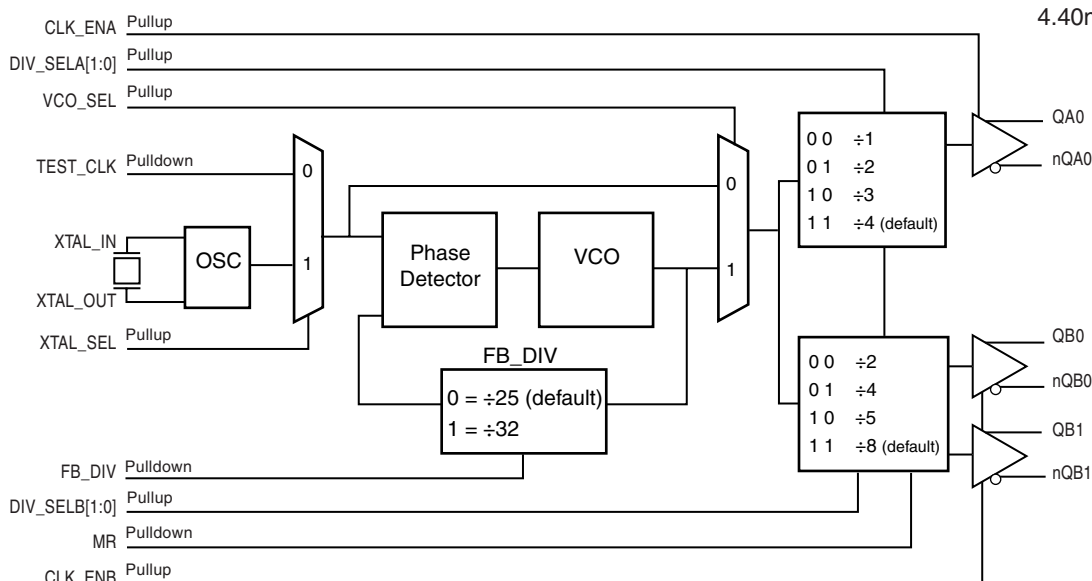 4.40r
CLK_ENA Pullup
DIV_SELA[1:0] Pullup
VCO_SEL Pullup
QA0
nQA0
0 0 ÷1
0 1 ÷2
1 0 ÷3
1 1 ÷4 (default)
TEST_CLK Pulldown
0
0
XTAL_IN
OSC
1
Phase
Detector
VCO
1
XTAL_OUT
XTAL_SEL Pullup
FB_DIV
0 = ÷25 (default)
1 = ÷32
QB0
nQB0
0 0 ÷2
0 1 ÷4
1 0 ÷5
1 1 ÷8 (default)
QB1
nQB1
FB_DIV Pulldown
DIV_SELB[1:0] Pullup
MR Pulldown
CLK_ENB Pullup